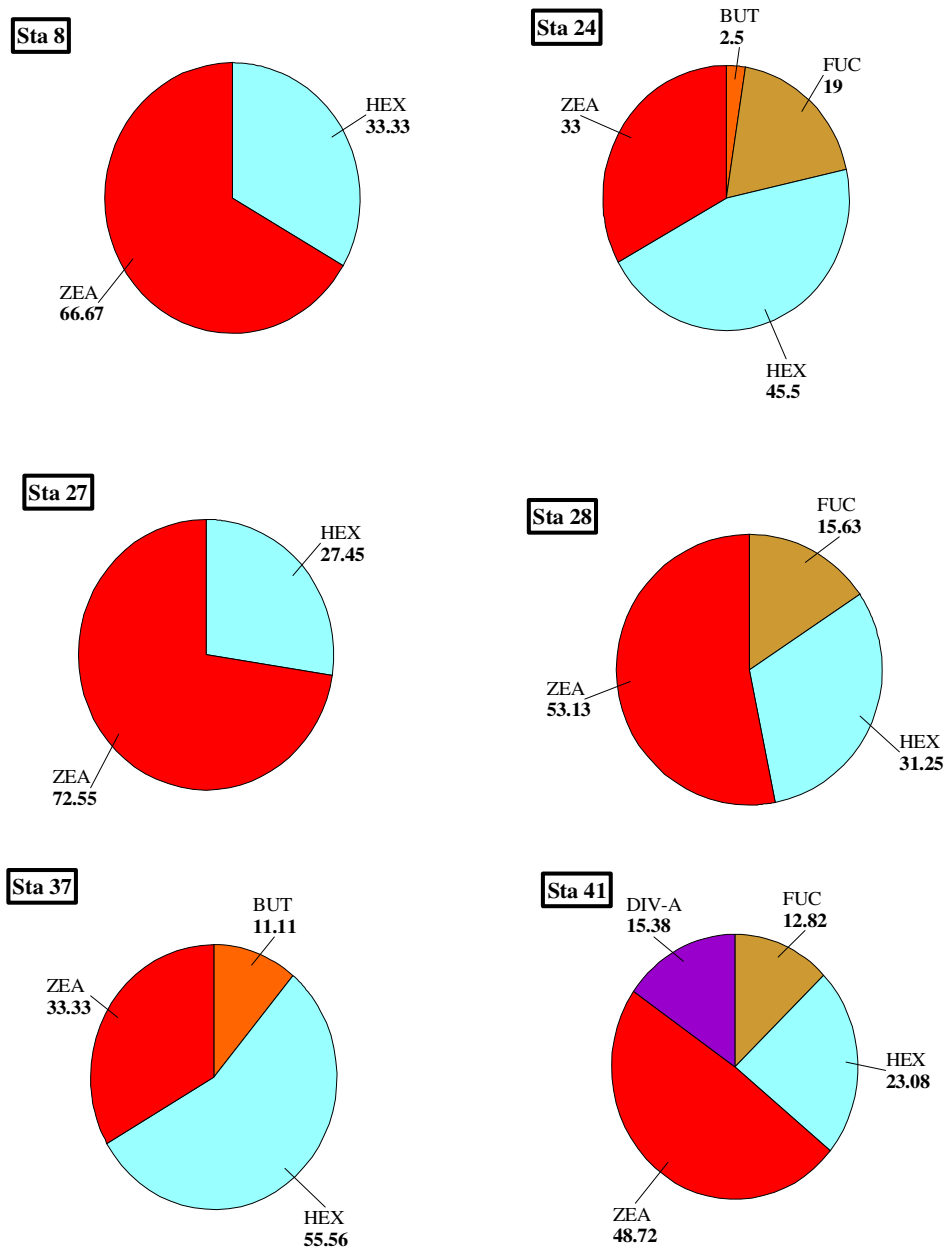 Sta 8
HEX
33.33
ZEA
66.67
Sta 24
BUT
2.5
FUC
19
ZEA
33
HEX
45.5
Sta 27
HEX
27.45
ZEA
72.55
Sta 28
FUC
15.63
ZEA
53.13
HEX
31.25
Sta 37
BUT
11.11
ZEA
33.33
HEX
55.56
Sta 41
DIV-A
15.38
FUC
12.82
HEX
23.08
ZEA
48.72